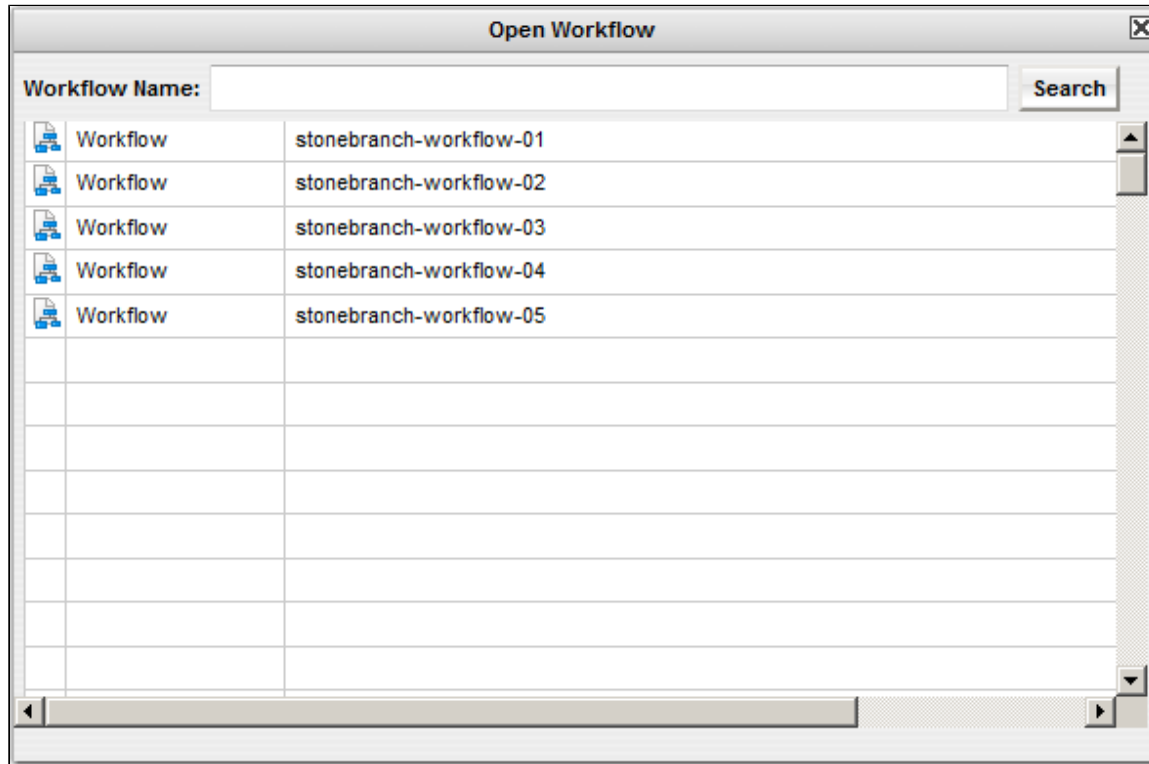 Open Workflow
Workflow Name: Search
Workflow stonebranch-workflow-01
Workflow stonebranch-workflow-02
Workflow stonebranch-workflow-03
Workflow stonebranch-workflow-04
Workflow stonebranch-workflow-05